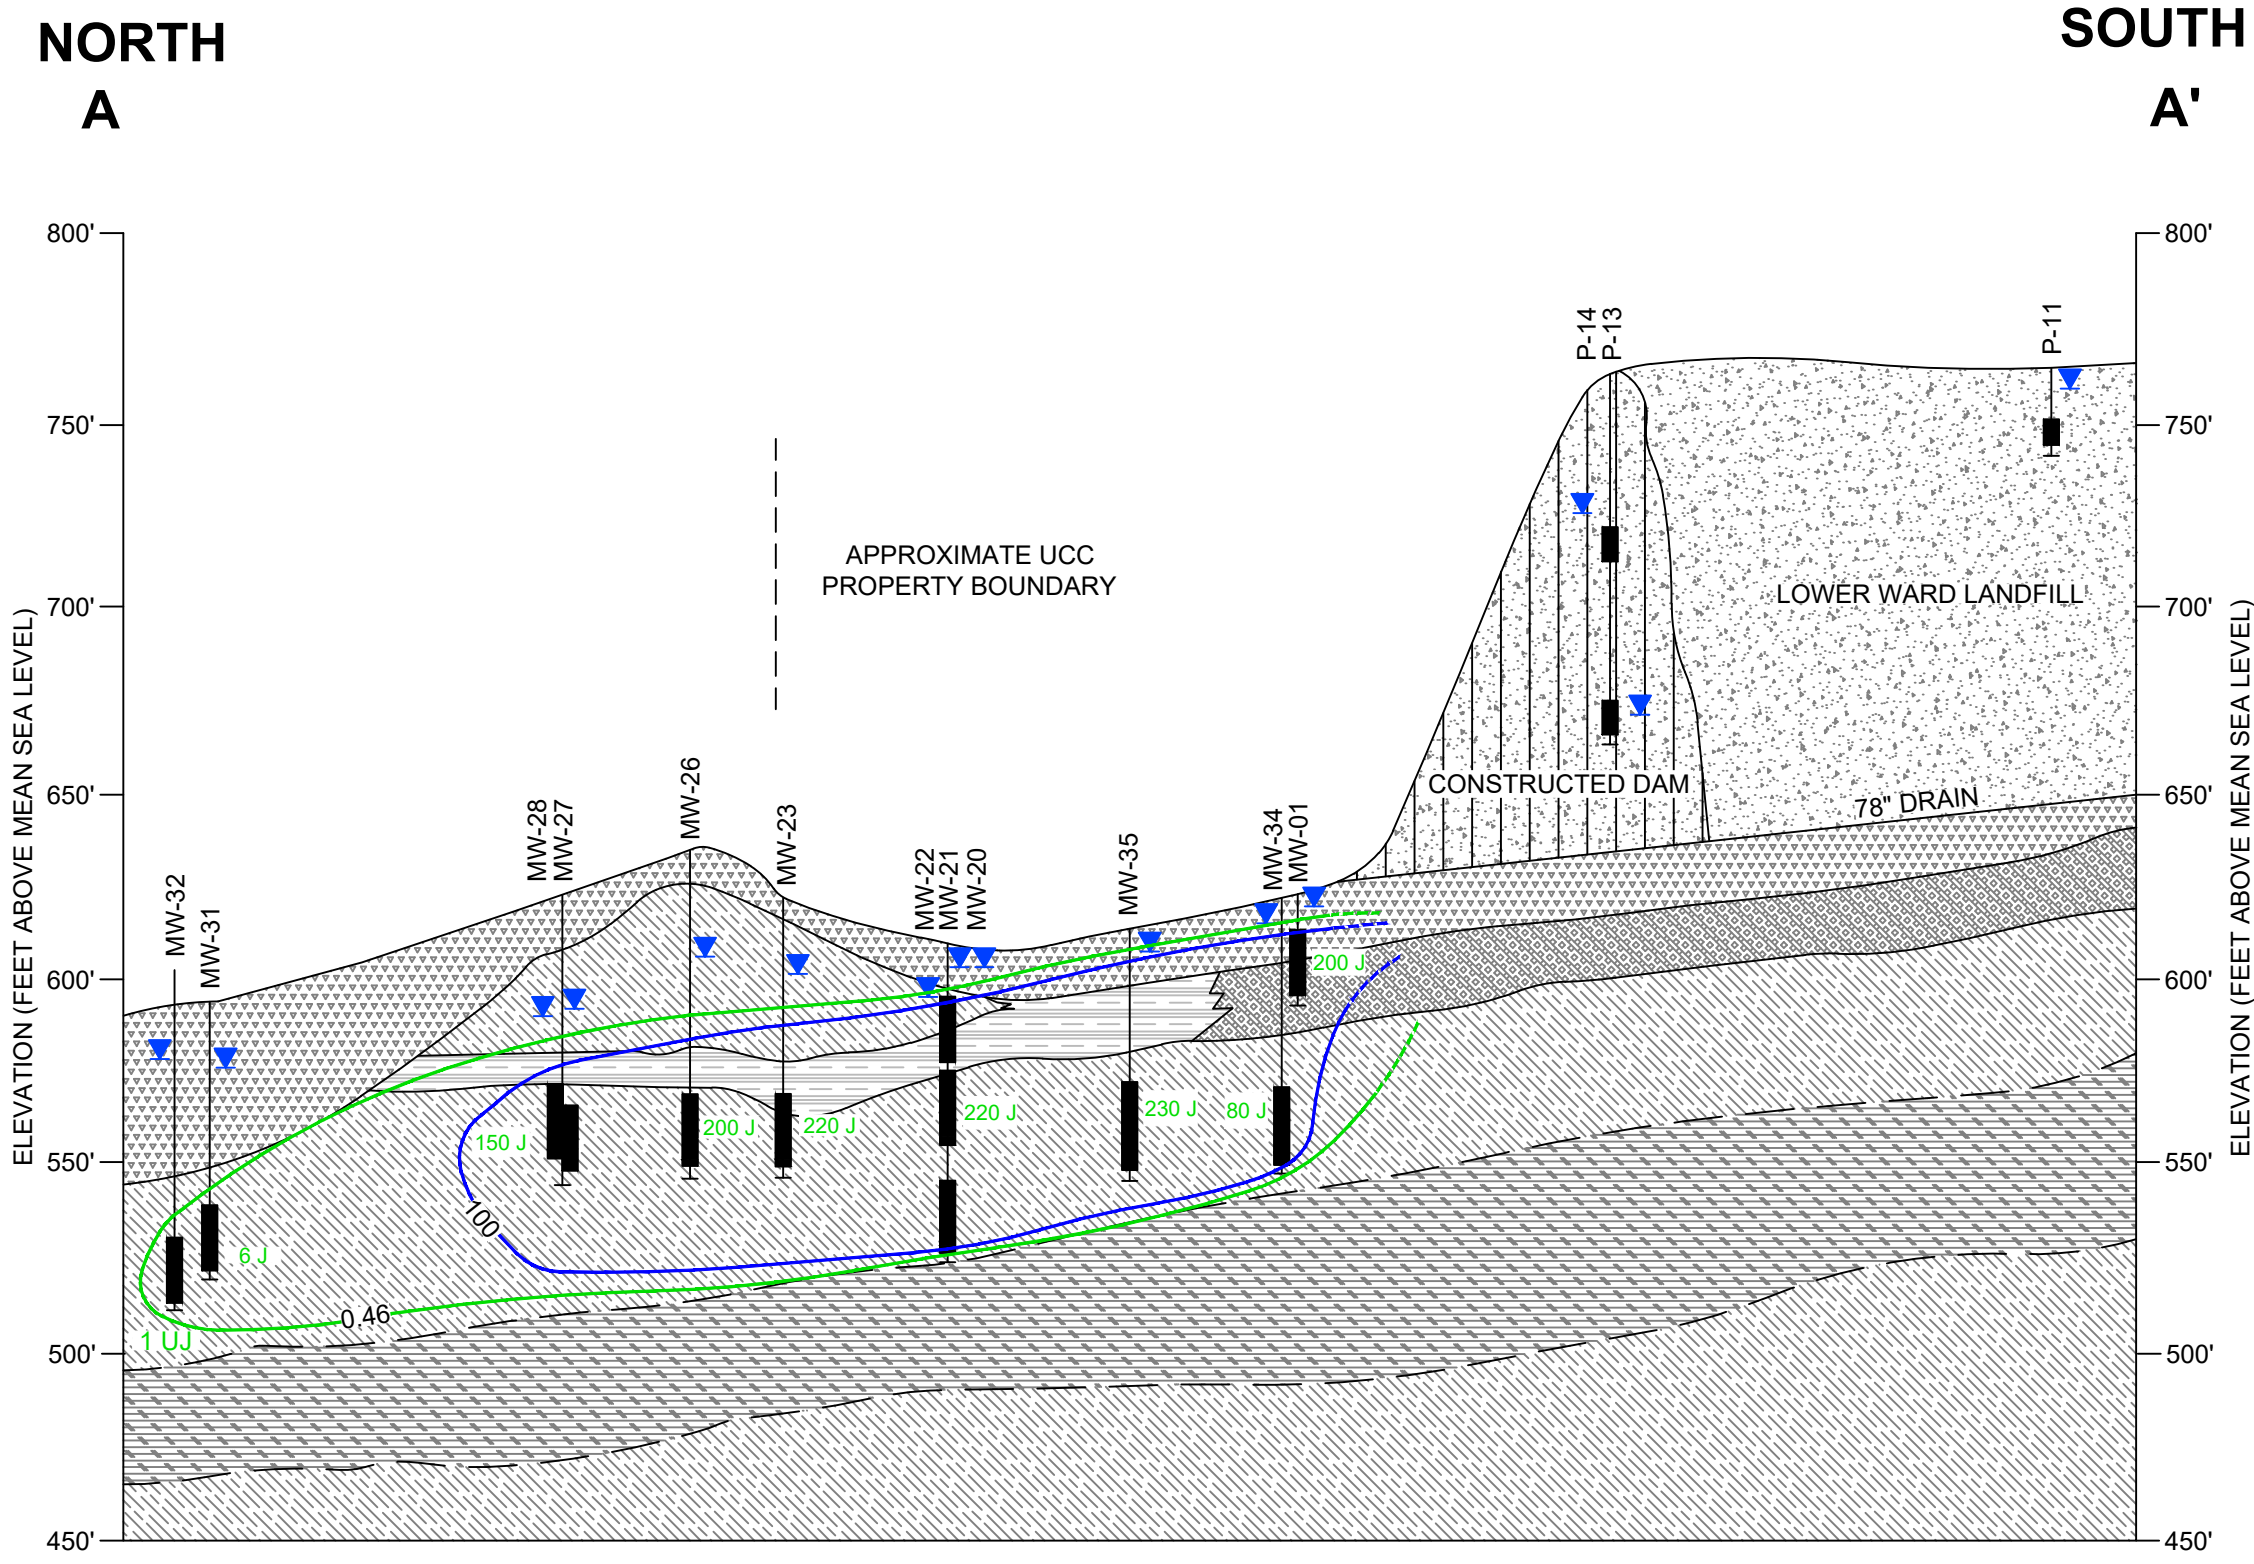 NORTH
SOUTH
A
A'
800'
800'
P-14
P-13
P-11
750'
750'
APPROXIMATE UCC
PROPERTY BOUNDARY
700'
LOWER WARD LANDFILL
700'
ELEVATION (FEET ABOVE MEAN SEA LEVEL)
ELEVATION (FEET ABOVE MEAN SEA LEVEL)
650'
CONSTRUCTED DAM
78" DRAIN
650'
MW-32
MW-31
MW-28
MW-27
MW-26
MW-23
MW-22
MW-21
MW-20
MW-35
MW-34
MW-01
600'
200 J
600'
150 J
200 J
220 J
220 J
230 J
80 J
550'
550'
100
6 J
0.46
1 UJ
500'
500'
450'
450'